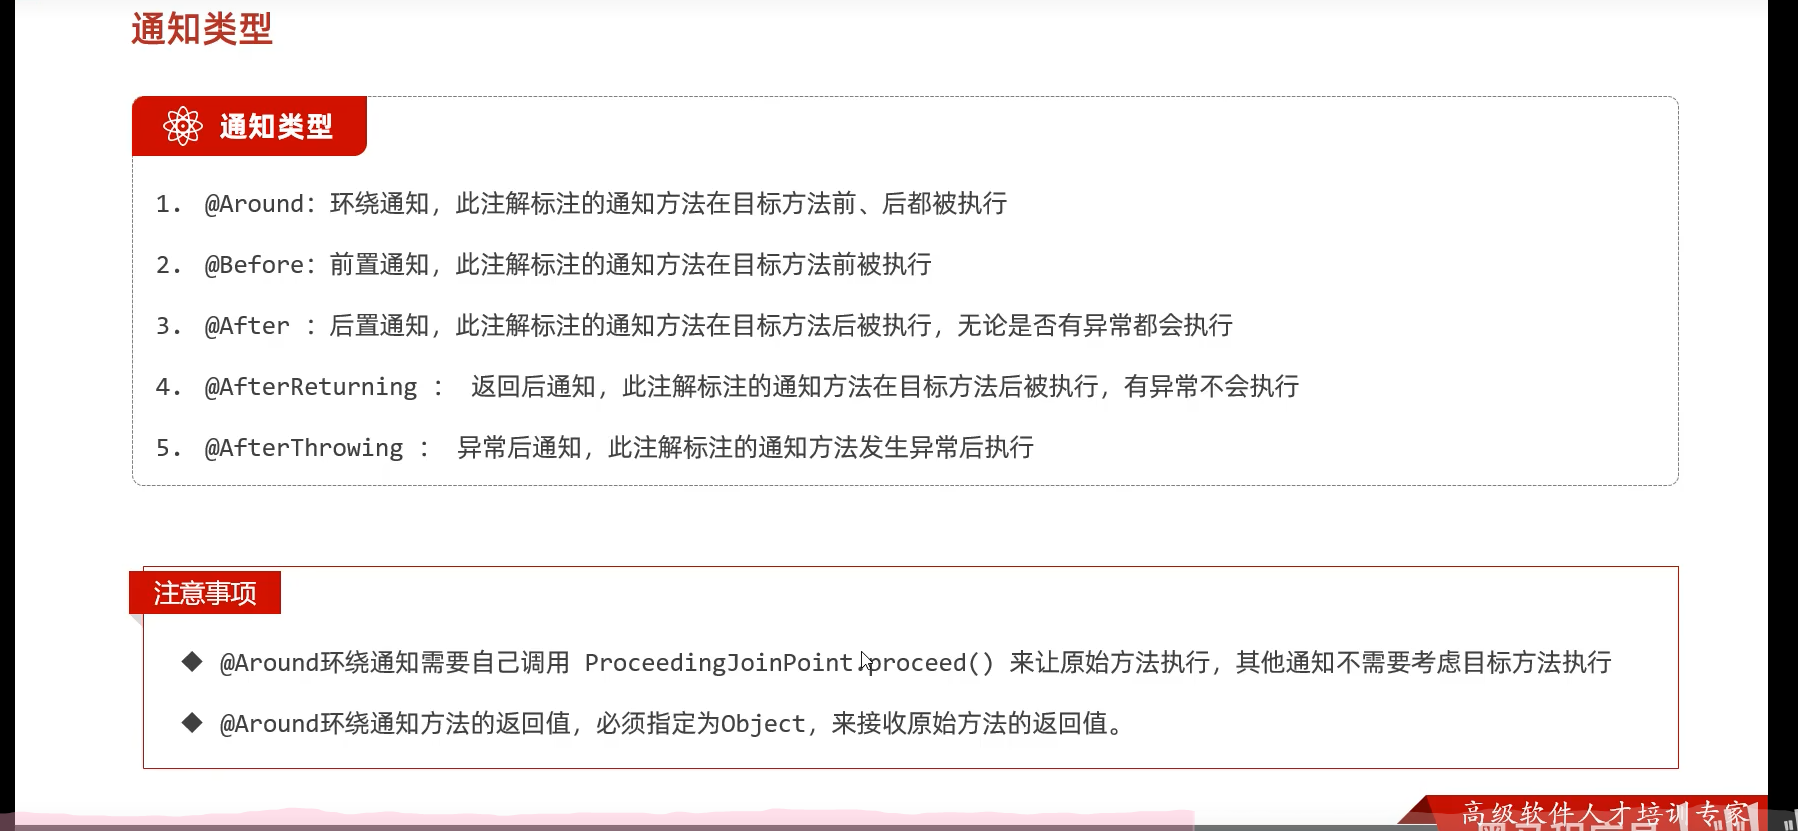 通知类型
通知类型
1. @Around：环绕通知，此注解标注的通知方法在目标方法前、后都被执行
2. @Before：前置通知，此注解标注的通知方法在目标方法前被执行
3. @After ：后置通知，此注解标注的通知方法在目标方法后被执行，无论是否有异常都会执行
4. @AfterReturning ： 返回后通知，此注解标注的通知方法在目标方法后被执行，有异常不会执行
5. @AfterThrowing ： 异常后通知，此注解标注的通知方法发生异常后执行
注意事项
◆ @Around环绕通知需要自己调用 ProceedingJoinPoint.proceed() 来让原始方法执行，其他通知不需要考虑目标方法执行
◆ @Around环绕通知方法的返回值，必须指定为Object，来接收原始方法的返回值。
高级软件人才培训专家